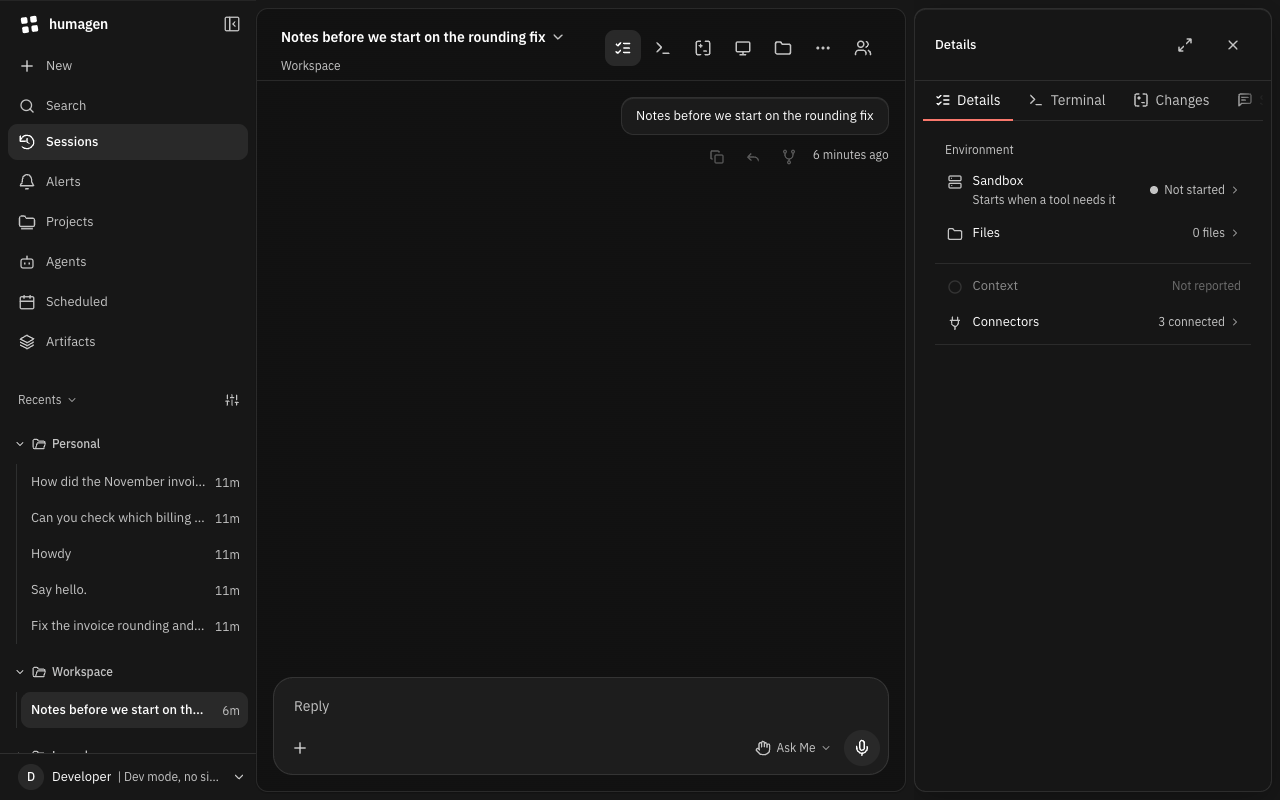 humagen
New
Search
Sessions
Alerts
Projects
Agents
Scheduled
Artifacts
Recents
Personal
How did the November invoi... 11m
Can you check which billing ... 11m
Howdy 11m
Say hello. 11m
Fix the invoice rounding and... 11m
Workspace
Notes before we start on th... 6m
D Developer | Dev mode, no si...
Notes before we start on the rounding fix
Workspace
Notes before we start on the rounding fix
6 minutes ago
Reply
Ask Me
Details
Details Terminal Changes
Environment
Sandbox
Starts when a tool needs it
Not started
Files 0 files
Context Not reported
Connectors 3 connected